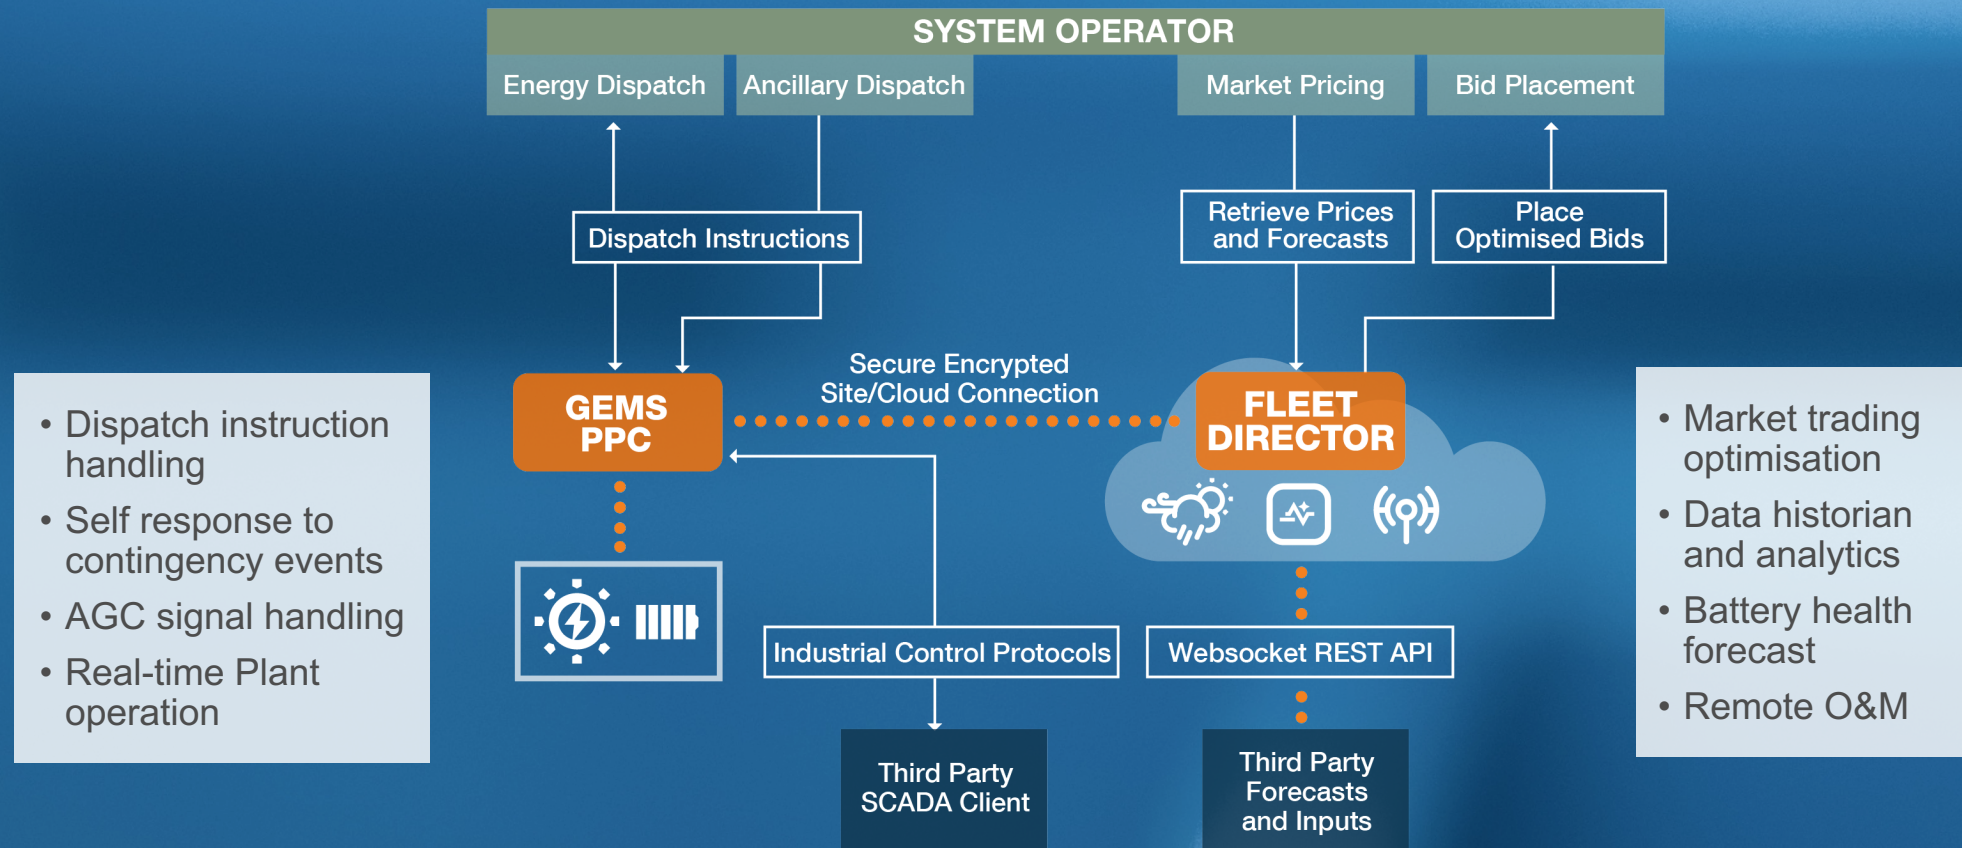 SYSTEM OPERATOR
Energy Dispatch
Ancillary Dispatch
Market Pricing
Bid Placement
Dispatch Instructions
Retrieve Prices
and Forecasts
Place
Optimised Bids
Secure Encrypted
Site/Cloud Connection
GEMS
PPC
FLEET
DIRECTOR
• Dispatch instruction
handling
• Self response to
contingency events
• AGC signal handling
• Real-time Plant
operation
• Market trading
optimisation
• Data historian
and analytics
• Battery health
forecast
• Remote O&M
Industrial Control Protocols
Websocket REST API
Third Party
SCADA Client
Third Party
Forecasts
and Inputs